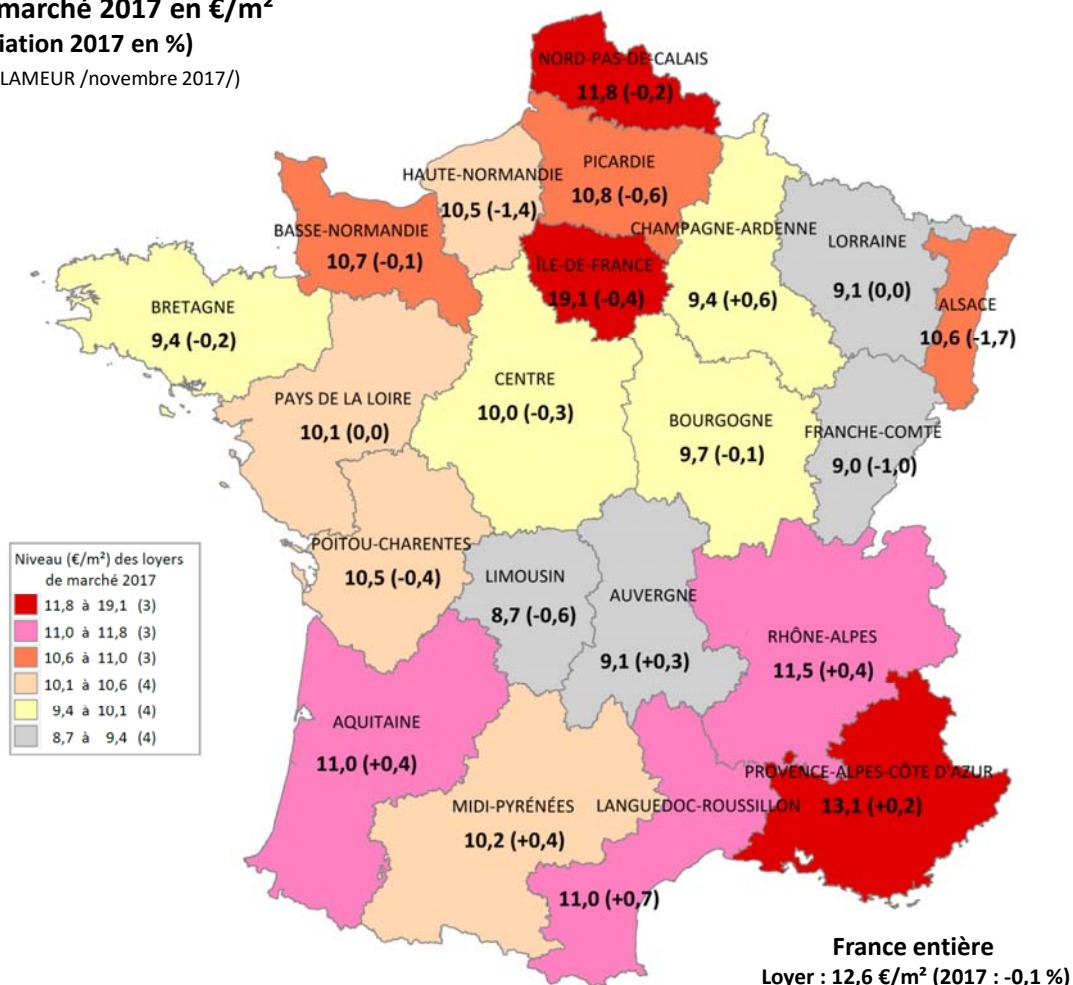 marché 2017 en €/m²
iation 2017 en %)
LAMEUR /novembre 2017/)
NORD-PAS-DE-CALAIS
11,8 (-0,2)
PICARDIE
10,8 (-0,6)
HAUTE-NORMANDIE
10,5 (-1,4)
BASSE-NORMANDIE
10,7 (-0,1)
CHAMPAGNE-ARDENNE
9,4 (+0,6)
LORRAINE
9,1 (0,0)
ÎLE-DE-FRANCE
19,1 (-0,4)
ALSACE
10,6 (-1,7)
BRETAGNE
9,4 (-0,2)
CENTRE
10,0 (-0,3)
PAYS DE LA LOIRE
10,1 (0,0)
BOURGOGNE
9,7 (-0,1)
FRANCHE-COMTÉ
9,0 (-1,0)
POITOU-CHARENTES
10,5 (-0,4)
LIMOUSIN
8,7 (-0,6)
AUVERGNE
9,1 (+0,3)
RHÔNE-ALPES
11,5 (+0,4)
AQUITAINE
11,0 (+0,4)
MIDI-PYRÉNÉES
10,2 (+0,4)
LANGUEDOC-ROUSSILLON
11,0 (+0,7)
PROVENCE-ALPES-CÔTE D'AZUR
13,1 (+0,2)
Niveau (€/m²) des loyers
de marché 2017
11,8 à 19,1 (3)
11,0 à 11,8 (3)
10,6 à 11,0 (3)
10,1 à 10,6 (4)
9,4 à 10,1 (4)
8,7 à 9,4 (4)
France entière
Loyer : 12,6 €/m² (2017 : -0,1 %)